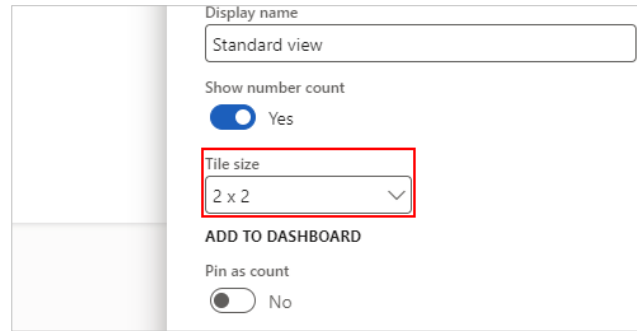 Display name
Standard view
Show number count
Yes
Tile size
2 x 2
ADD TO DASHBOARD
Pin as count
No